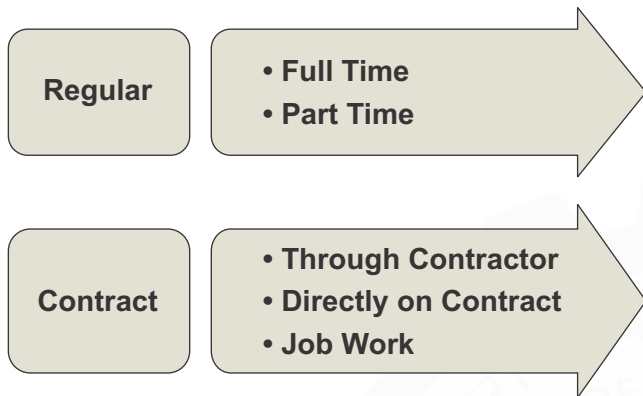 Regular
• Full Time
• Part Time
Contract
• Through Contractor
• Directly on Contract
• Job Work